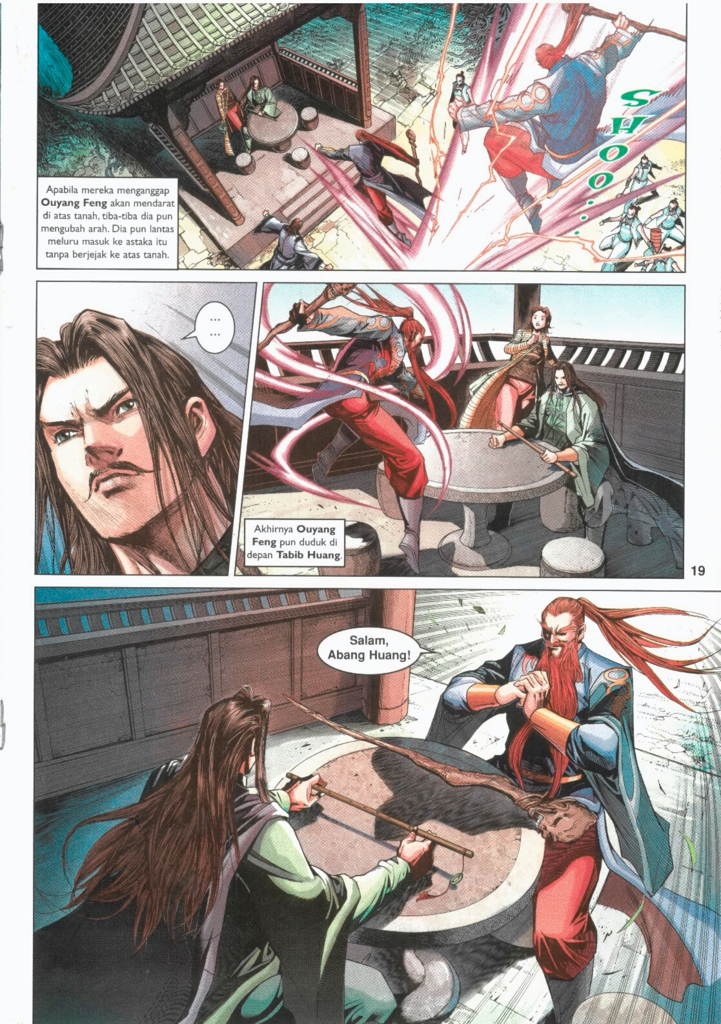 SHOO...
Apabila mereka menganggap
Ouyang Feng akan mendarat
di atas tanah, tiba-tiba dia pun
mengubah arah. Dia pun lantas
meluru masuk ke astaka itu
tanpa berjejak ke atas tanah.
...
...
Akhirnya Ouyang
Feng pun duduk di
depan Tabib Huang.
19
Salam,
Abang Huang!